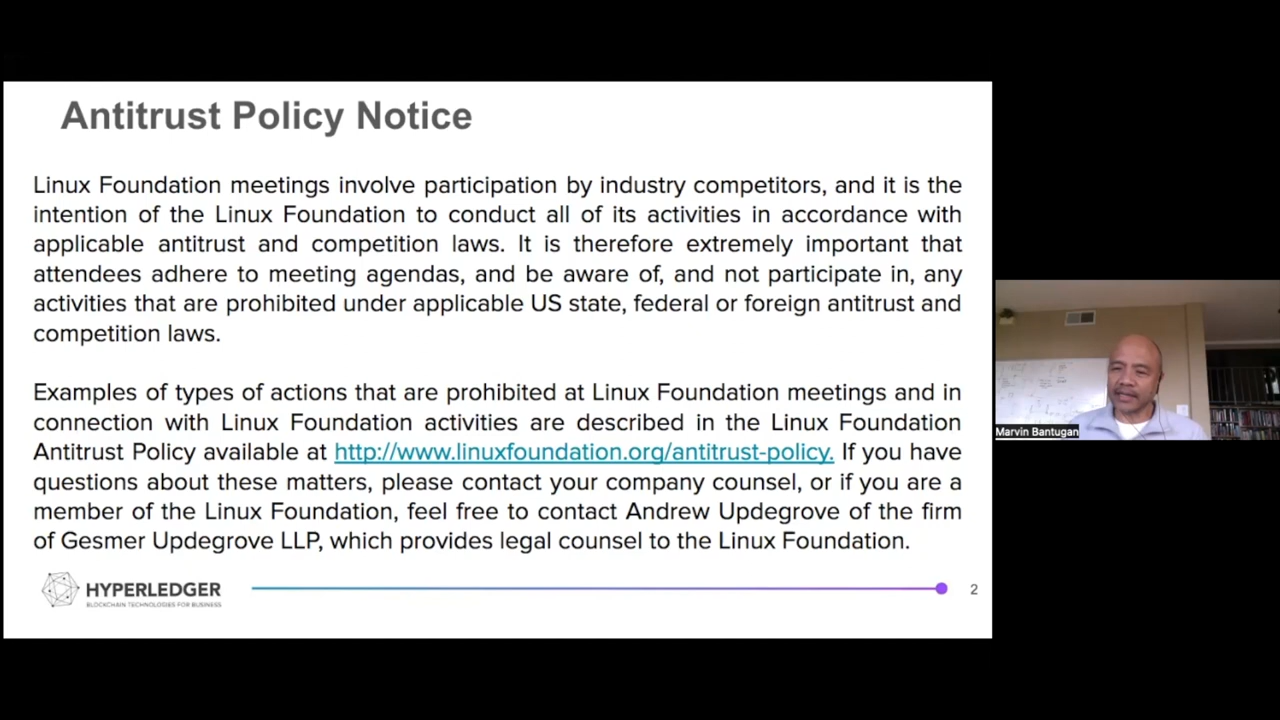 Antitrust Policy Notice
Linux Foundation meetings involve participation by industry competitors, and it is the
intention of the Linux Foundation to conduct all of its activities in accordance with
applicable antitrust and competition laws. It is therefore extremely important that
attendees adhere to meeting agendas, and be aware of, and not participate in, any
activities that are prohibited under applicable US state, federal or foreign antitrust and
competition laws.
Examples of types of actions that are prohibited at Linux Foundation meetings and in
connection with Linux Foundation activities are described in the Linux Foundation
Antitrust Policy available at http://www.linuxfoundation.org/antitrust-policy. If you have
questions about these matters, please contact your company counsel, or if you are a
member of the Linux Foundation, feel free to contact Andrew Updegrove of the firm
of Gesmer Updegrove LLP, which provides legal counsel to the Linux Foundation.
HYPERLEDGER
BLOCKCHAIN TECHNOLOGIES FOR BUSINESS
2
Marvin Bantugan